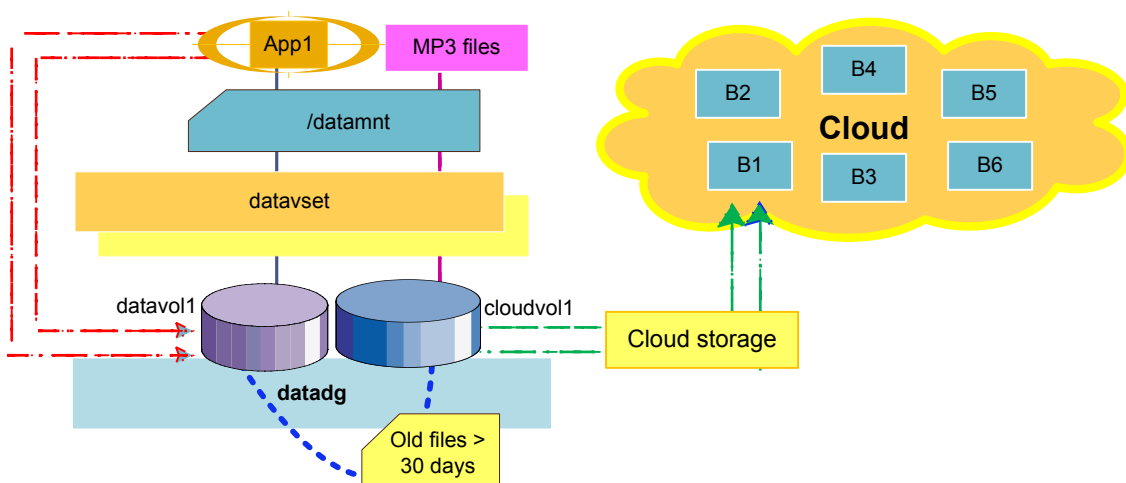 App1
MP3 files
/datamnt
datavset
datavol1
cloudvol1
datadg
Old files >
30 days
Cloud storage
B4
B2
B5
Cloud
B1
B3
B6